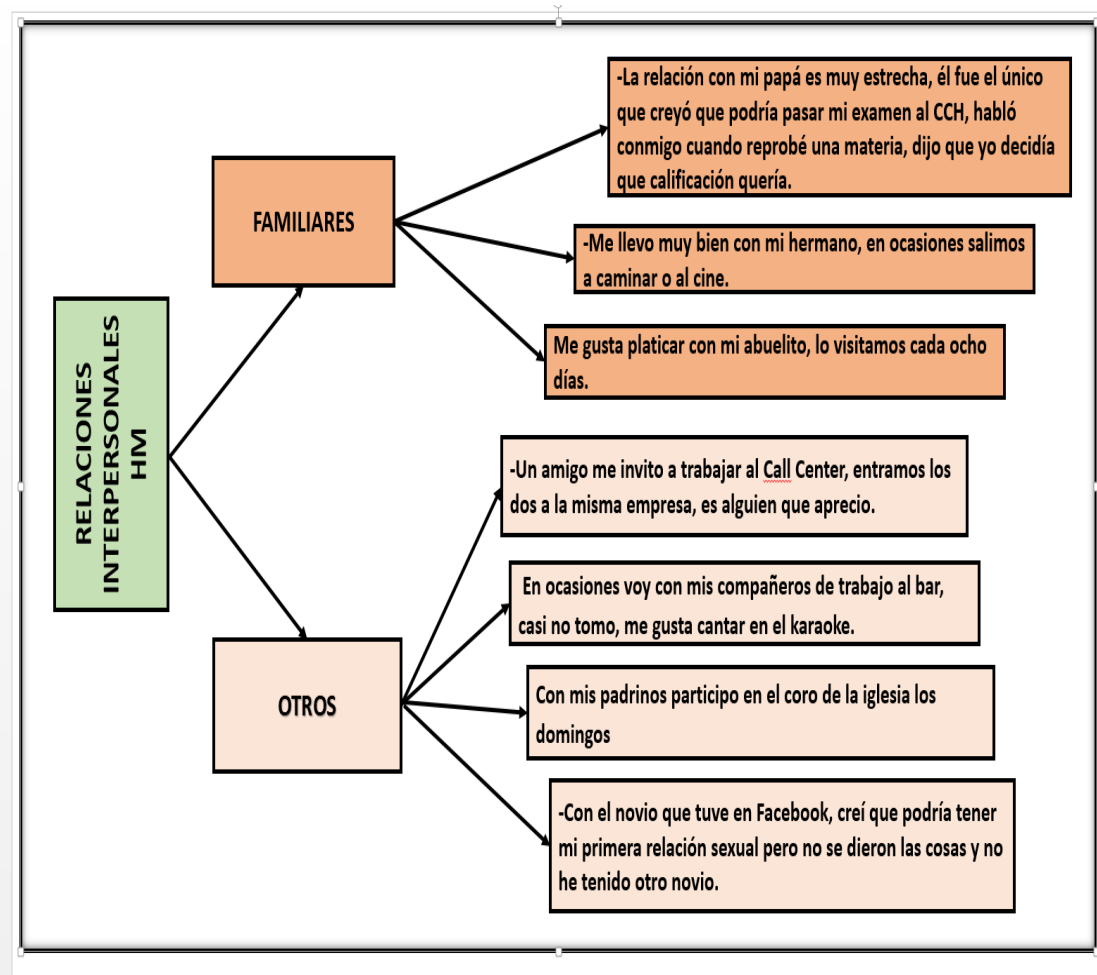 RELACIONES
INTERPERSONALES
HM
FAMILIARES
-La relación con mi papá es muy estrecha, él fue el único
que creyó que podría pasar mi examen al CCH, habló
conmigo cuando reprobé una materia, dijo que yo decidía
que calificación quería.
-Me llevo muy bien con mi hermano, en ocasiones salimos
a caminar o al cine.
Me gusta platicar con mi abuelito, lo visitamos cada ocho
días.
OTROS
-Un amigo me invito a trabajar al Call Center, entramos los
dos a la misma empresa, es alguien que aprecio.
En ocasiones voy con mis compañeros de trabajo al bar,
casi no tomo, me gusta cantar en el karaoke.
Con mis padrinos participo en el coro de la iglesia los
domingos
-Con el novio que tuve en Facebook, creí que podría tener
mi primera relación sexual pero no se dieron las cosas y no
he tenido otro novio.